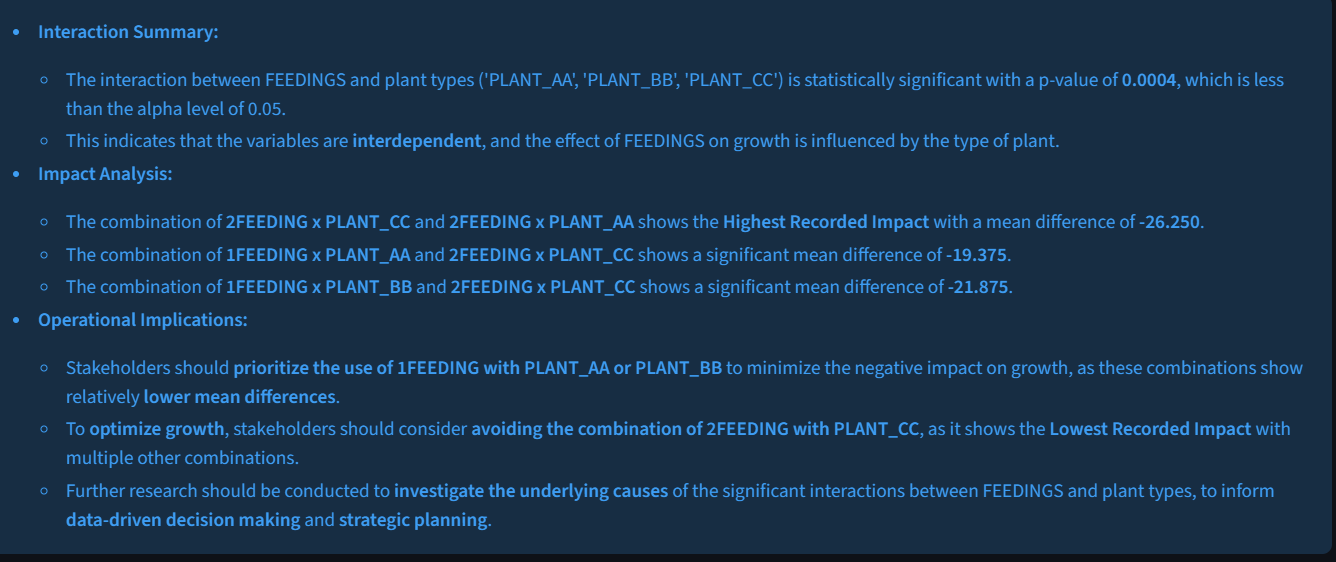 Interaction Summary:
The interaction between FEEDINGS and plant types ('PLANT_AA', 'PLANT_BB', 'PLANT_CC') is statistically significant with a p-value of 0.0004, which is less
than the alpha level of 0.05.
This indicates that the variables are interdependent, and the effect of FEEDINGS on growth is influenced by the type of plant.
Impact Analysis:
The combination of 2FEEDING x PLANT_CC and 2FEEDING x PLANT_AA shows the Highest Recorded Impact with a mean difference of -26.250.
The combination of 1FEEDING x PLANT_AA and 2FEEDING x PLANT_CC shows a significant mean difference of -19.375.
The combination of 1FEEDING x PLANT_BB and 2FEEDING x PLANT_CC shows a significant mean difference of -21.875.
Operational Implications:
Stakeholders should prioritize the use of 1FEEDING with PLANT_AA or PLANT_BB to minimize the negative impact on growth, as these combinations show
relatively lower mean differences.
To optimize growth, stakeholders should consider avoiding the combination of 2FEEDING with PLANT_CC, as it shows the Lowest Recorded Impact with
multiple other combinations.
Further research should be conducted to investigate the underlying causes of the significant interactions between FEEDINGS and plant types, to inform
data-driven decision making and strategic planning.